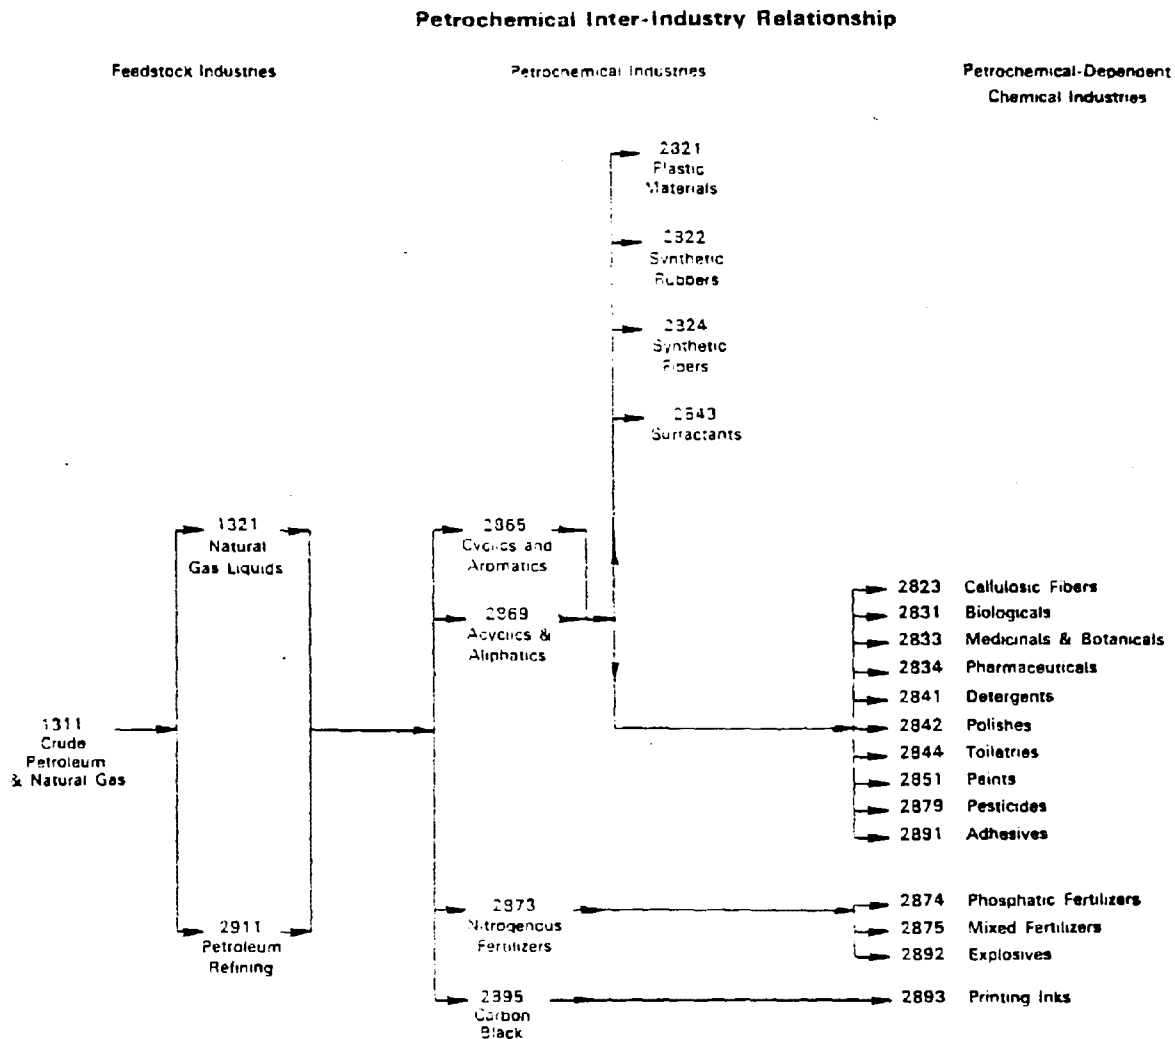 Petrochemical Inter-Industry Relationship
Feedstock Industries
Petrochemical Industries
Petrochemical-Dependent
Chemical Industries
2321
Plastic
Materials
2322
Synthetic
Rubbers
2324
Synthetic
Fibers
2843
Surfactants
1321
Natural
Gas Liquids
2865
Cyclics and
Aromatics
2869
Acyclics &
Aliphatics
1311
Crude
Petroleum
& Natural Gas
2911
Petroleum
Refining
2873
Nitrogenous
Fertilizers
2395
Carbon
Black
2823 Cellulosic Fibers
2831 Biologicals
2833 Medicinals & Botanicals
2834 Pharmaceuticals
2841 Detergents
2842 Polishes
2844 Toiletries
2851 Paints
2879 Pesticides
2891 Adhesives
2874 Phosphatic Fertilizers
2875 Mixed Fertilizers
2892 Explosives
2893 Printing Inks